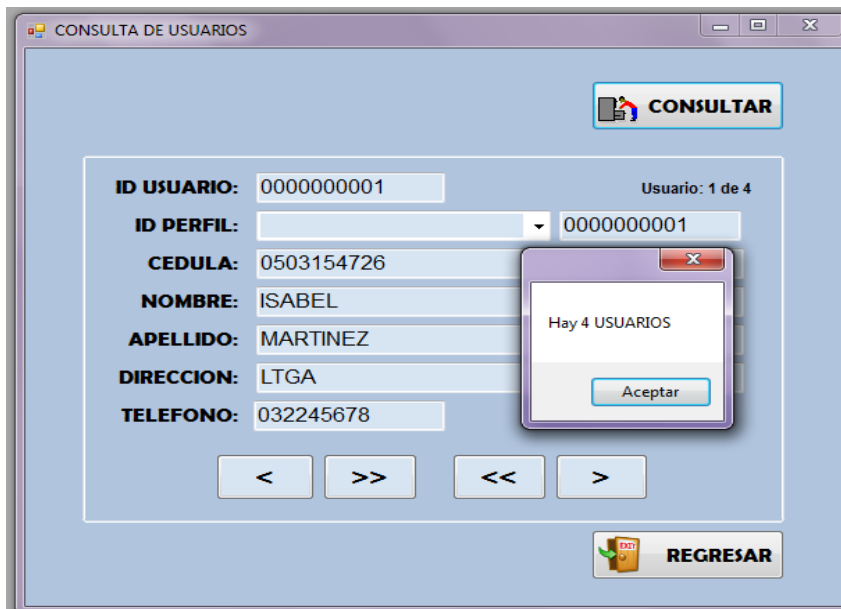 CONSULTA DE USUARIOS
CONSULTAR
ID USUARIO: 0000000001 Usuario: 1 de 4
ID PERFIL: 0000000001
CEDULA: 0503154726
NOMBRE: ISABEL
Hay 4 USUARIOS
APELLIDO: MARTINEZ
DIRECCION: LTGA
Aceptar
TELEFONO: 032245678
< >> << >
EXIT
REGRESAR